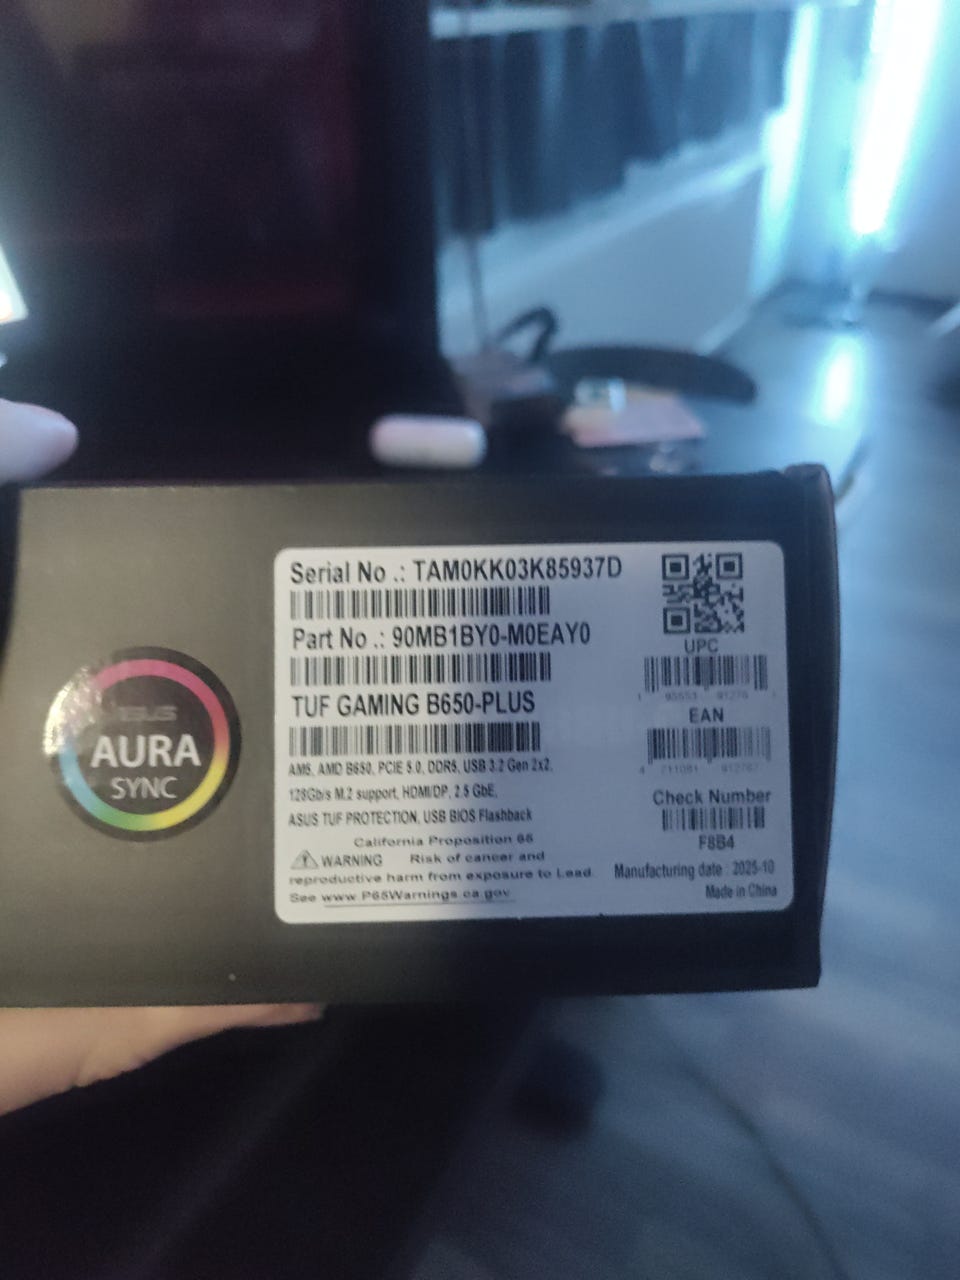 Serial No .: TAM0KK03K85937D
Part No .: 90MB1BY0-M0EAY0
TUF GAMING B650-PLUS
AM5, AMD B650, PCIE 5.0, DDR5, USB 3.2 Gen 2x2,
128Gb/s M.2 support, HDMI/DP, 2.5 GbE,
ASUS TUF PROTECTION, USB BIOS Flashback
California Proposition 65
WARNING Risk of cancer and
reproductive harm from exposure to Lead.
See www.P65Warnings.ca.gov
UPC
EAN
Check Number
F8B4
Manufacturing date : 2025-10
Made in China
ASUS
AURA
SYNC